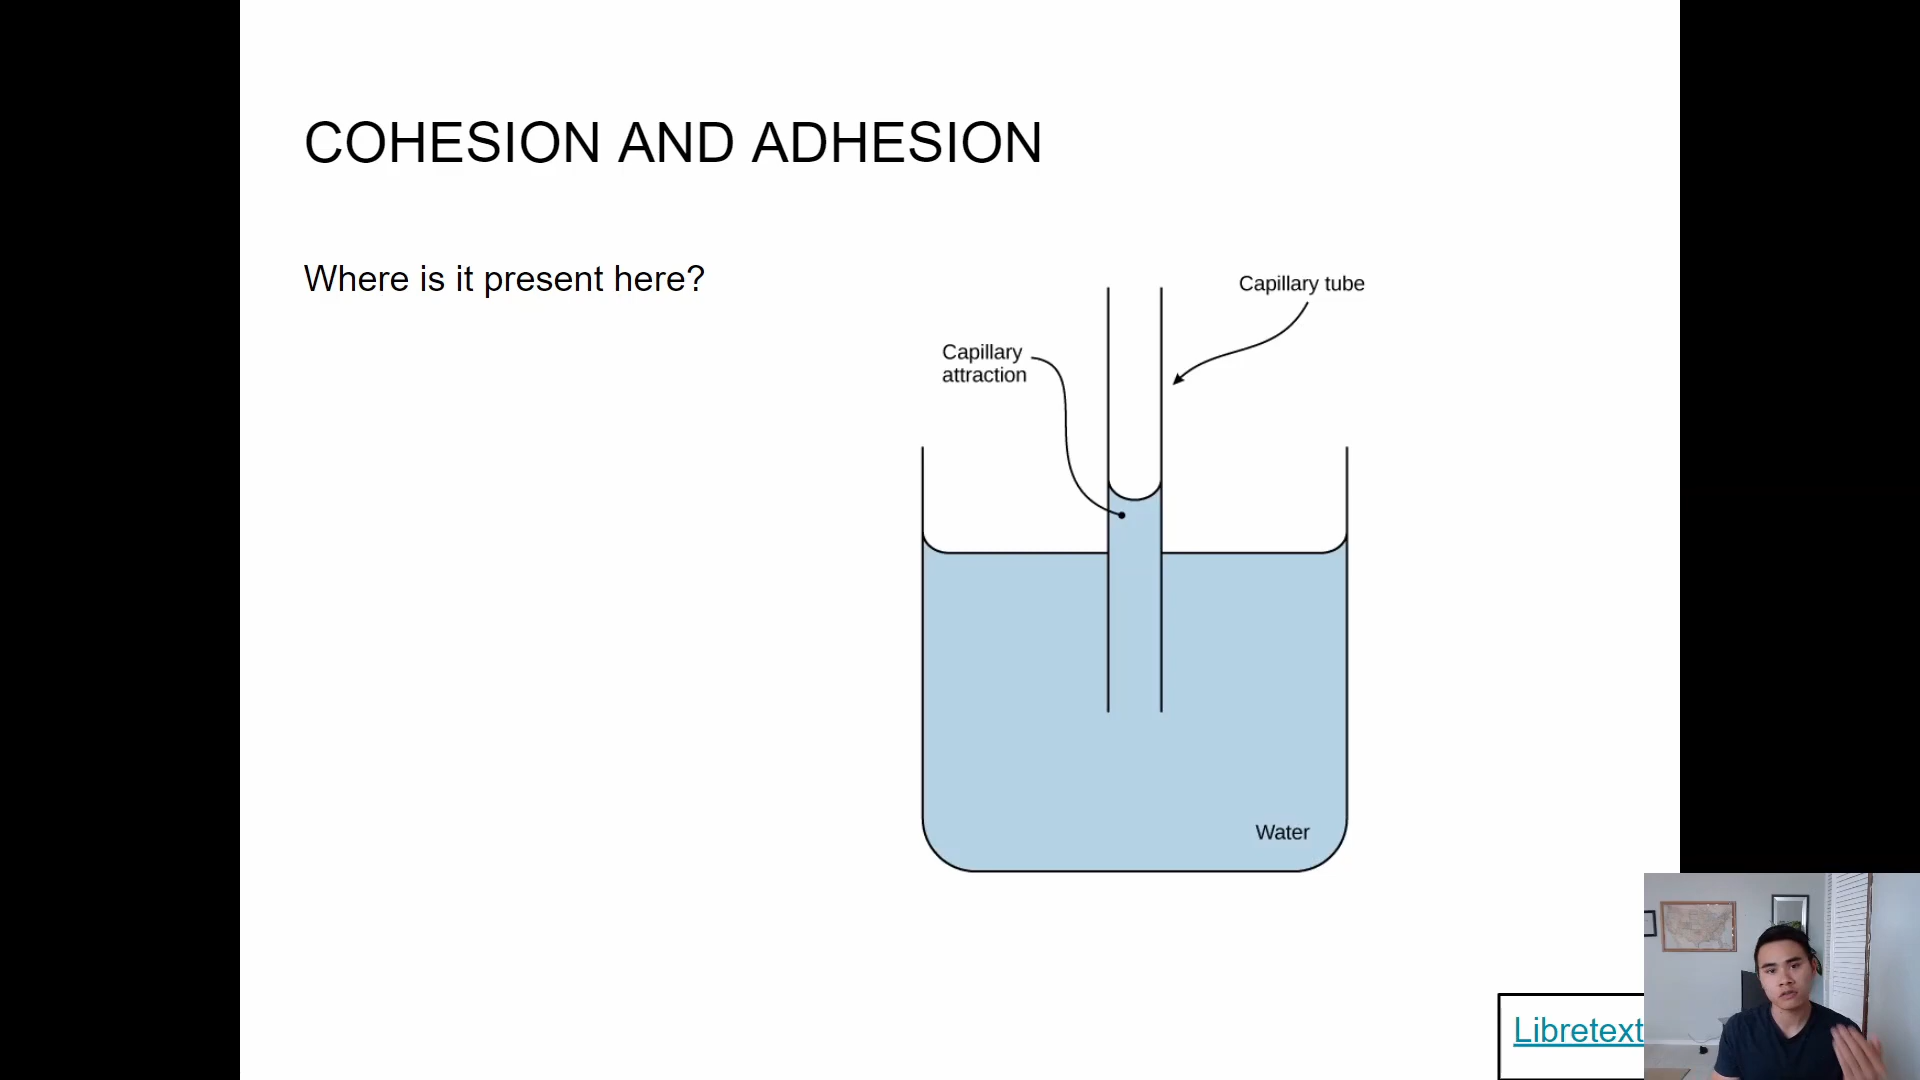 COHESION AND ADHESION
Where is it present here?
Capillary tube
Capillary
attraction
Water
Libretext